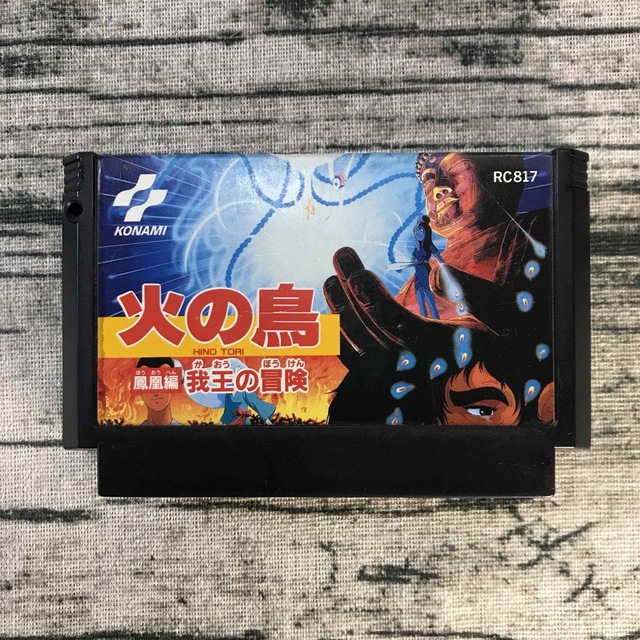 RC817
KONAMI
火の鳥
HINO TORI
ほうおうへん がおう ぼうけん
鳳凰編 我王の冒険